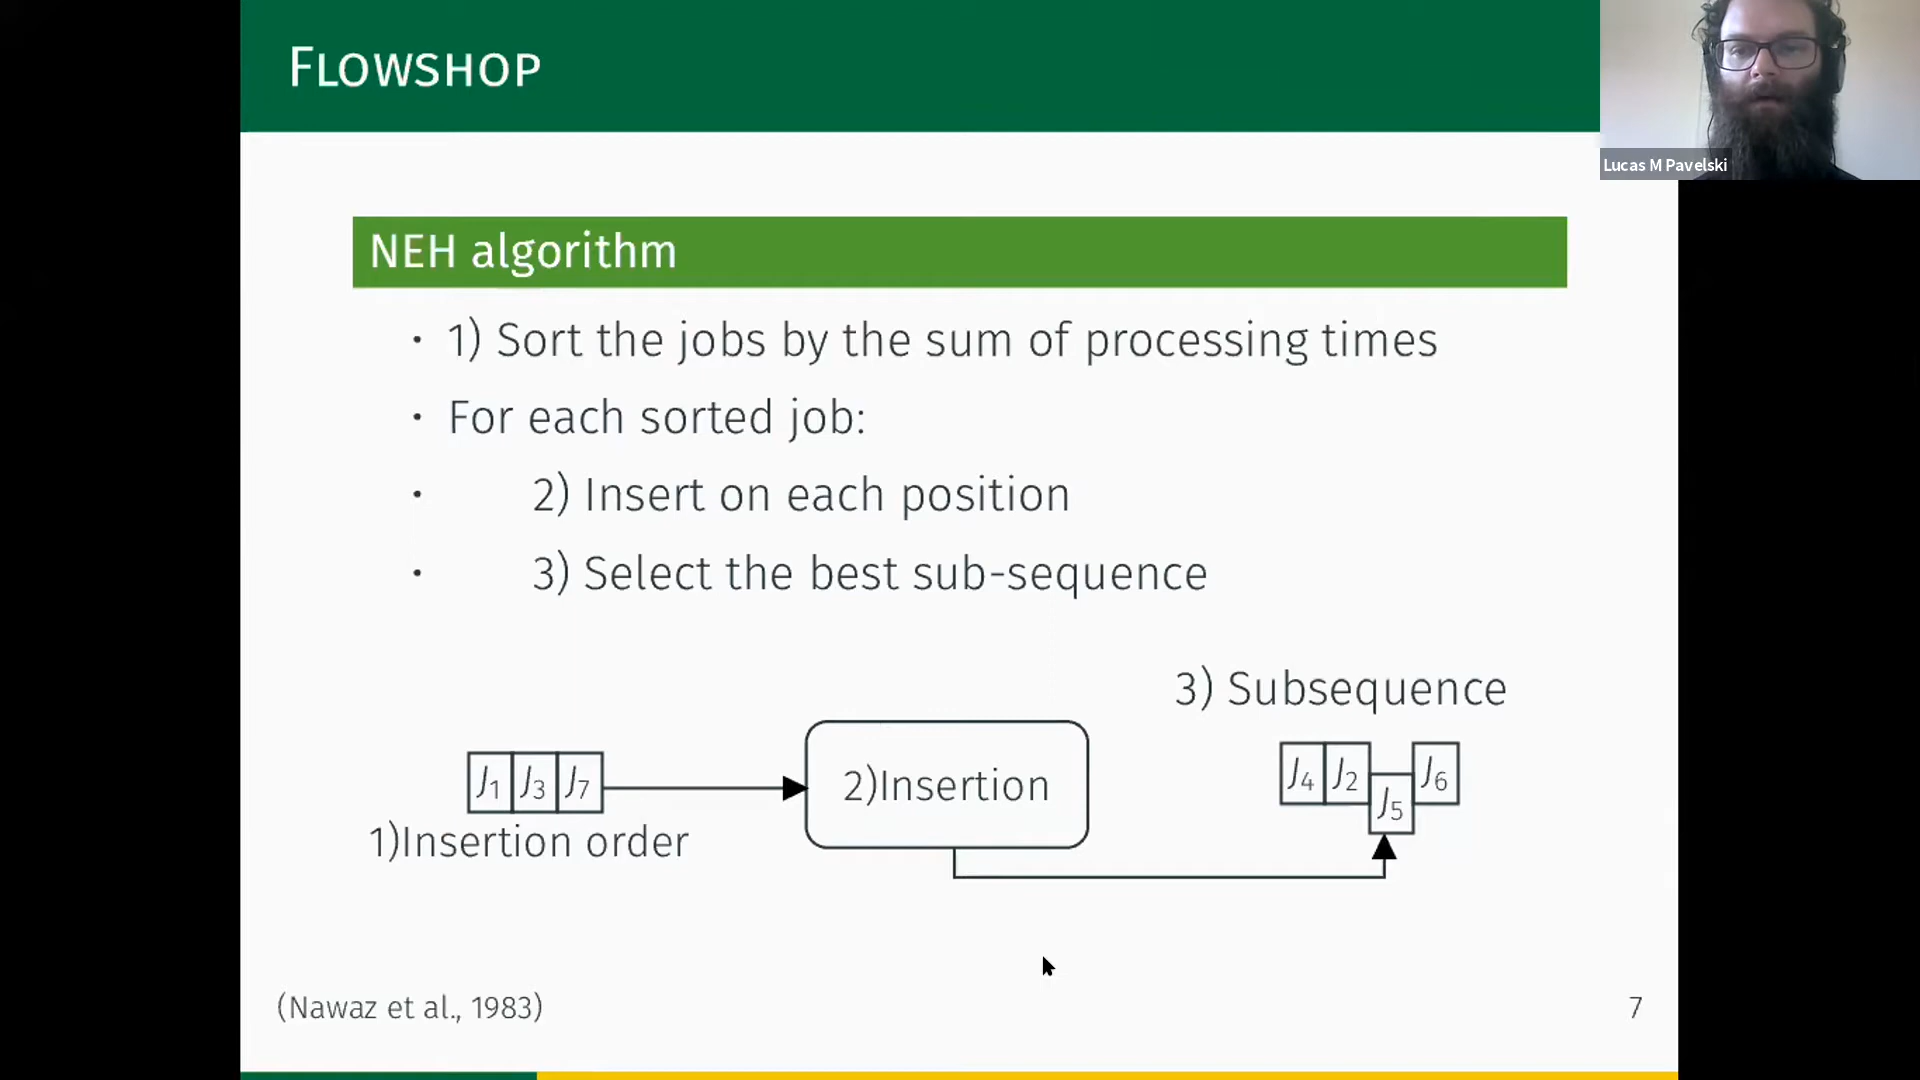 FLOWSHOP
Lucas M Pavelski
NEH algorithm
· 1) Sort the jobs by the sum of processing times
· For each sorted job:
· 2) Insert on each position
· 3) Select the best sub-sequence
3) Subsequence
J1 J3 J7
2)Insertion
J4 J2 J5 J6
1)Insertion order
(Nawaz et al., 1983)
7